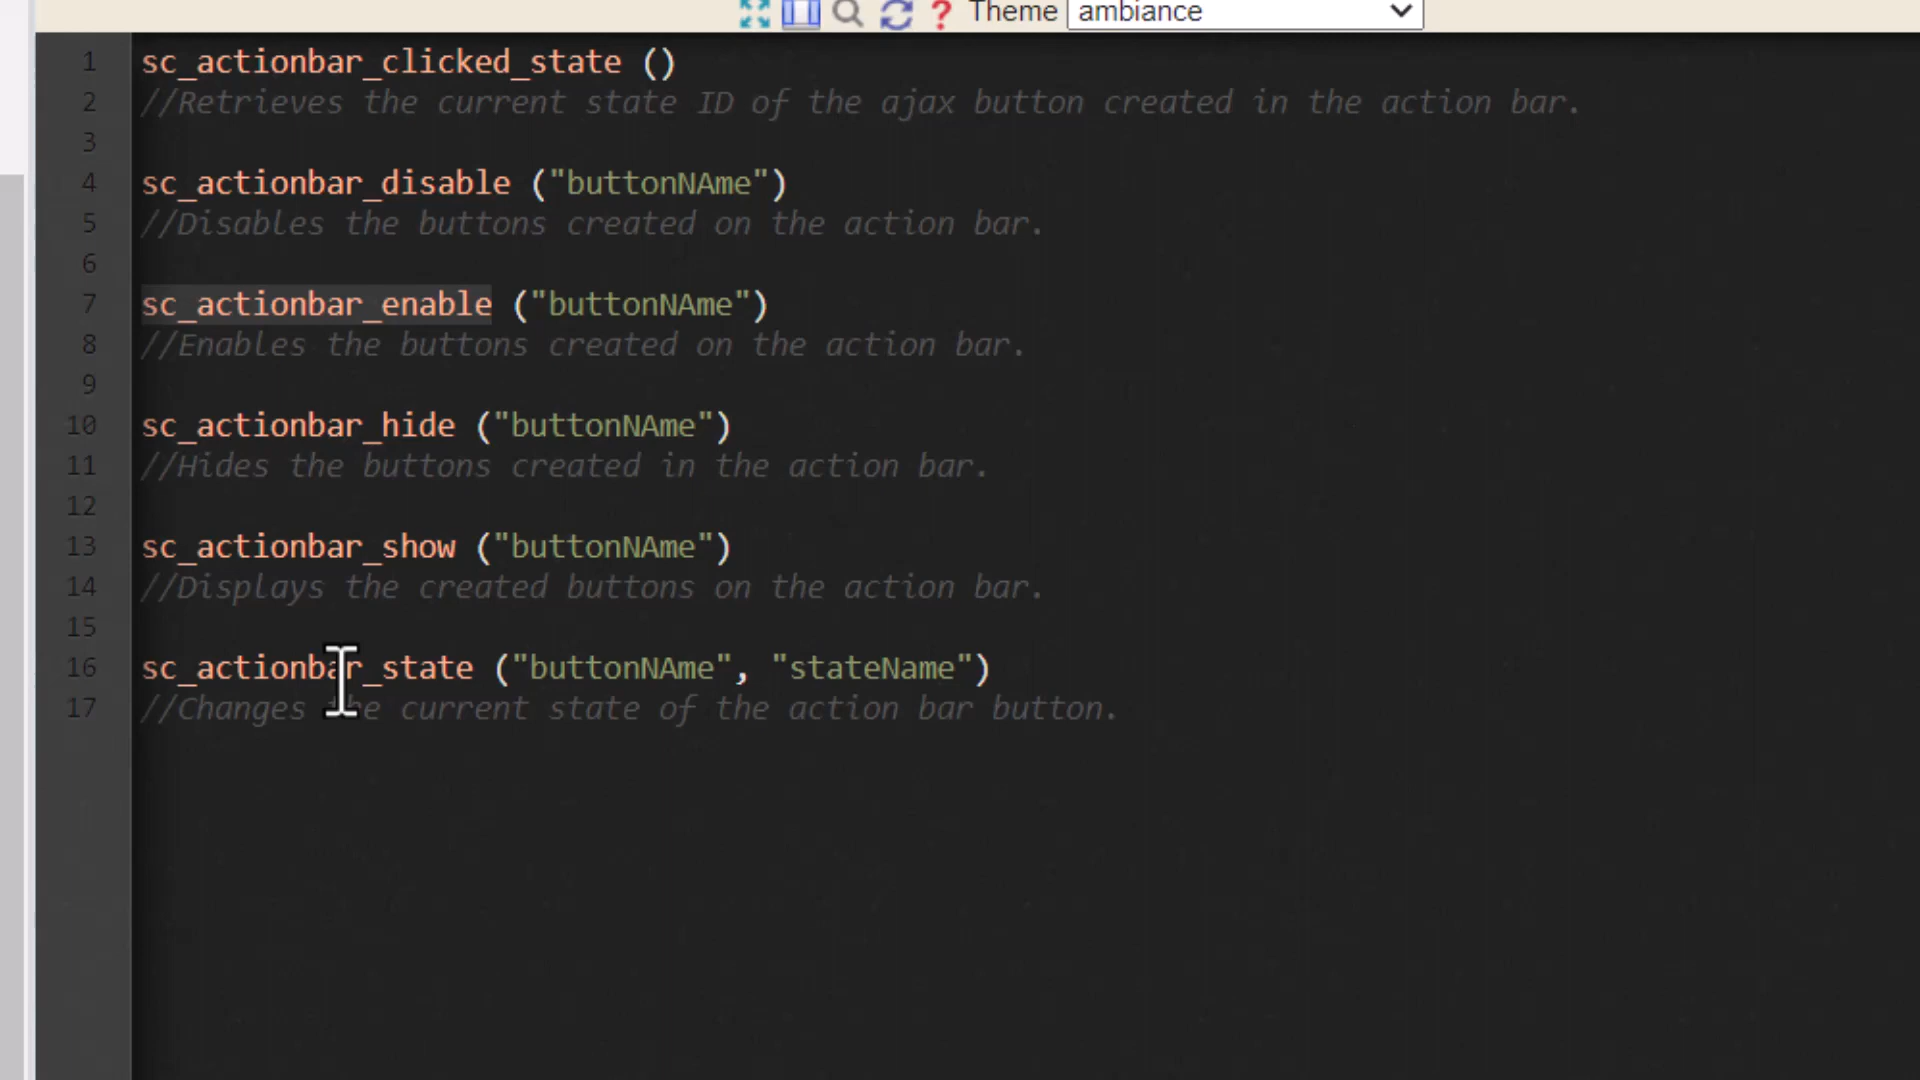 ? Theme ambiance
1 sc_actionbar_clicked_state ()
2 //Retrieves the current state ID of the ajax button created in the action bar.
3
4 sc_actionbar_disable ("buttonNAme")
5 //Disables the buttons created on the action bar.
6
7 sc_actionbar_enable ("buttonNAme")
8 //Enables the buttons created on the action bar.
9
10 sc_actionbar_hide ("buttonNAme")
11 //Hides the buttons created in the action bar.
12
13 sc_actionbar_show ("buttonNAme")
14 //Displays the created buttons on the action bar.
15
16 sc_actionbar_state ("buttonNAme", "stateName")
17 //Changes the current state of the action bar button.